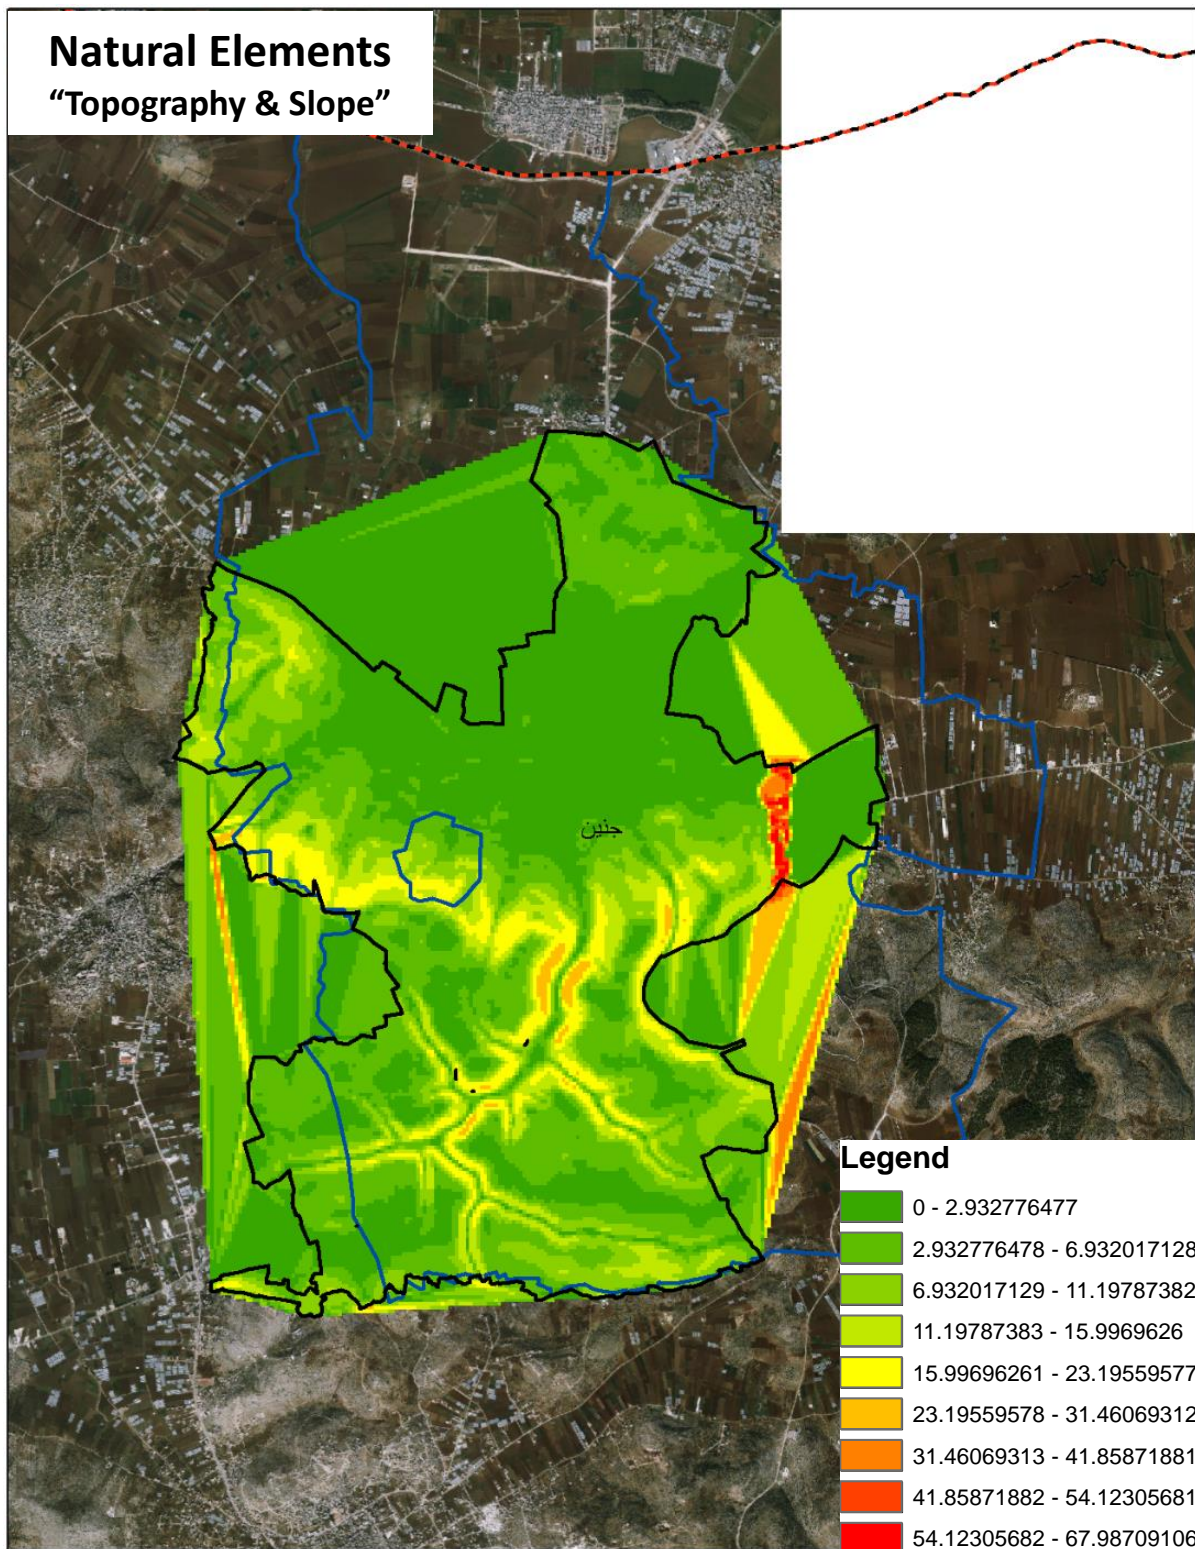 Natural Elements
“Topography & Slope”
جنين
Legend
0 - 2.932776477
2.932776478 - 6.932017128
6.932017129 - 11.19787382
11.19787383 - 15.9969626
15.99696261 - 23.19559577
23.19559578 - 31.46069312
31.46069313 - 41.85871881
41.85871882 - 54.12305681
54.12305682 - 67.98709106